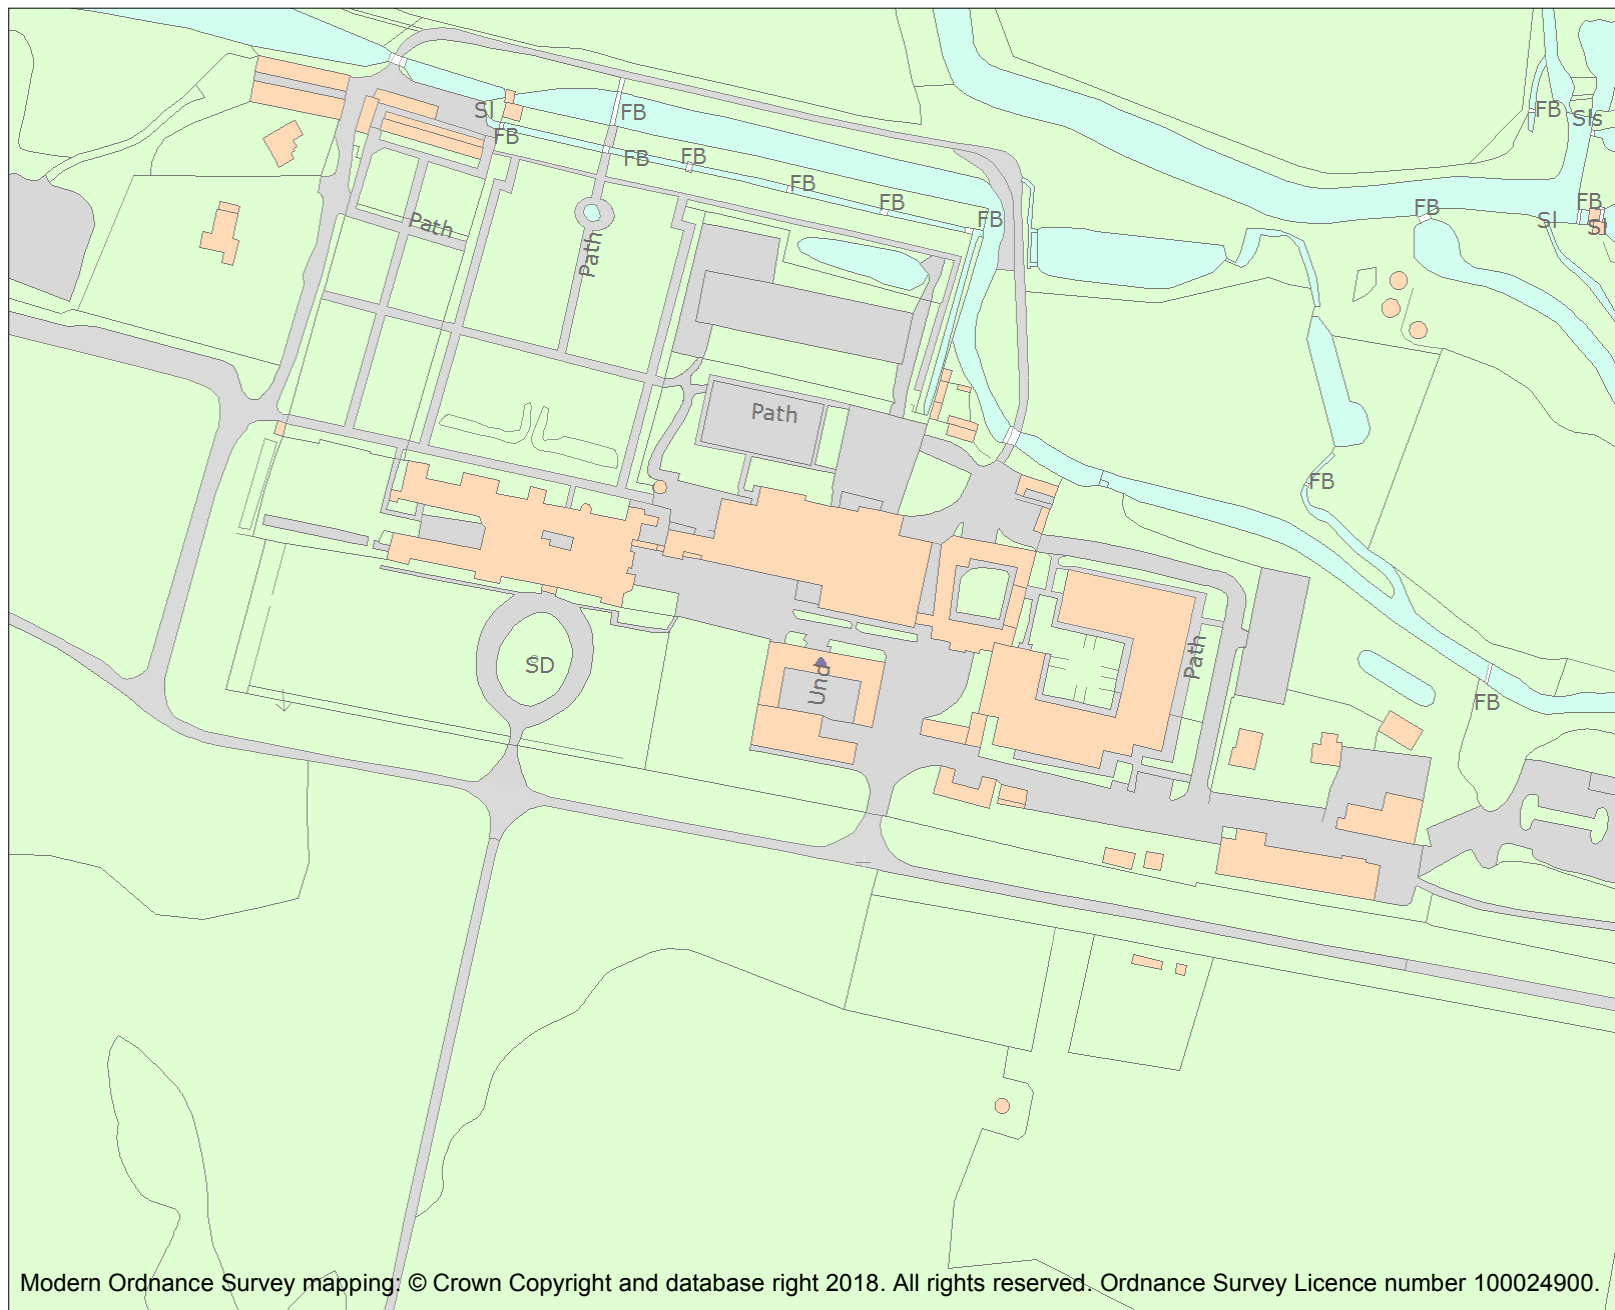 Sl
FB
FB
FB
FB
FB
FB
FB
FB
Sls
FB
FB
Sl
Sl
Path
Path
FB
Path
FB
SD
Und
Path
FB
Modern Ordnance Survey mapping: © Crown Copyright and database right 2018. All rights reserved. Ordnance Survey Licence number 100024900.